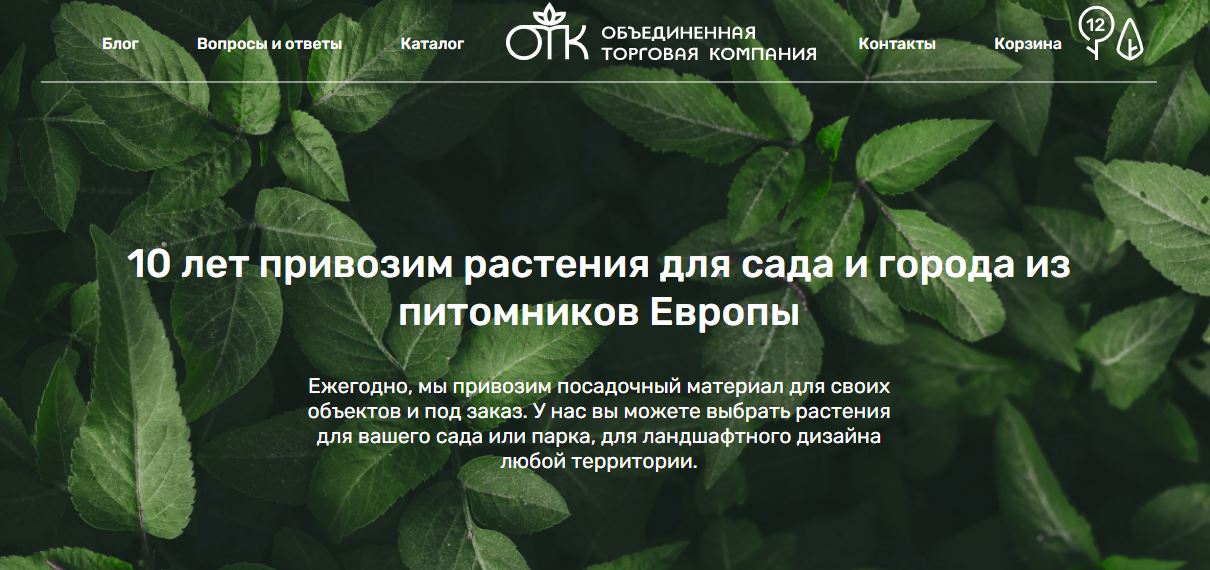 Блог
Вопросы и ответы
Каталог
ОТК
ОБЪЕДИНЕННАЯ
ТОРГОВАЯ КОМПАНИЯ
Контакты
Корзина
12
10 лет привозим растения для сада и города из
питомников Европы
Ежегодно, мы привозим посадочный материал для своих
объектов и под заказ. У нас вы можете выбрать растения
для вашего сада или парка, для ландшафтного дизайна
любой территории.